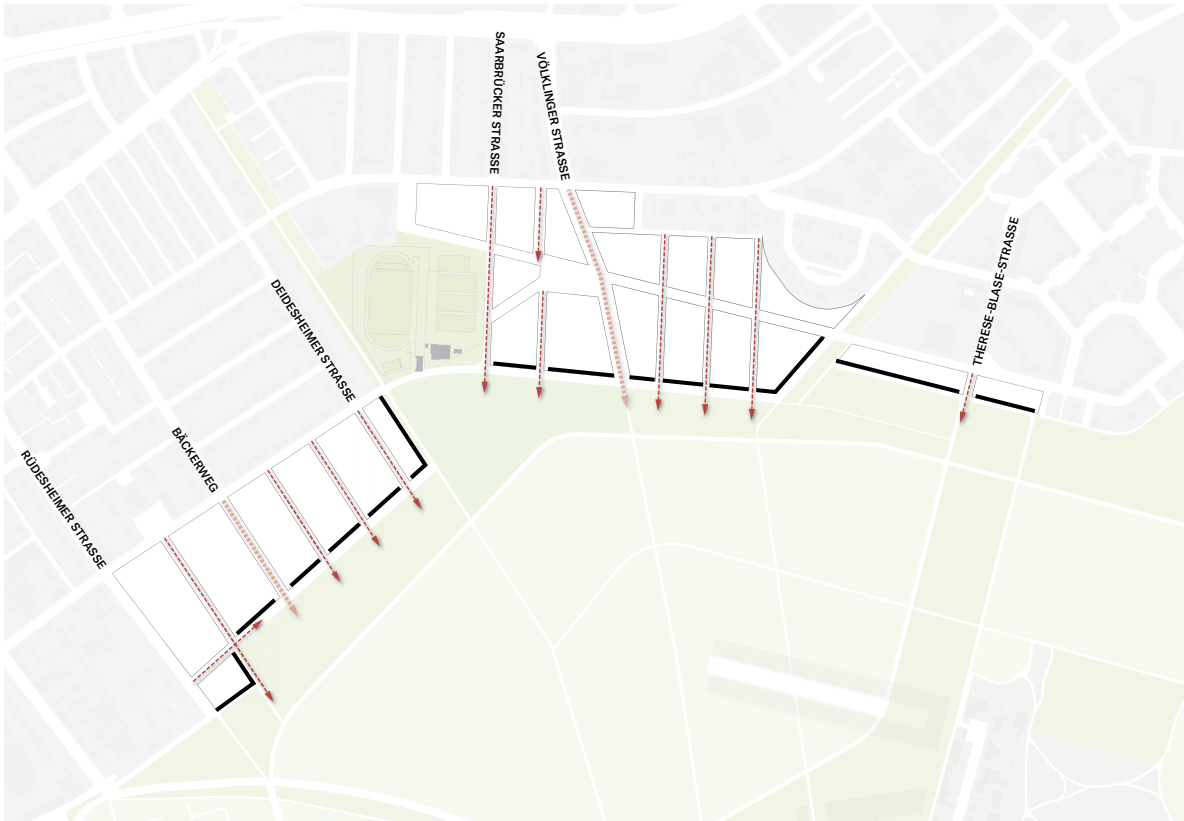 SAARBRÜCKER STRASSE
VÖLKLINGER STRASSE
THERESE-BLASE-STRASSE
DEIDESHEIMER STRASSE
BÄCKERWEG
RÜDESHEIMER STRASSE